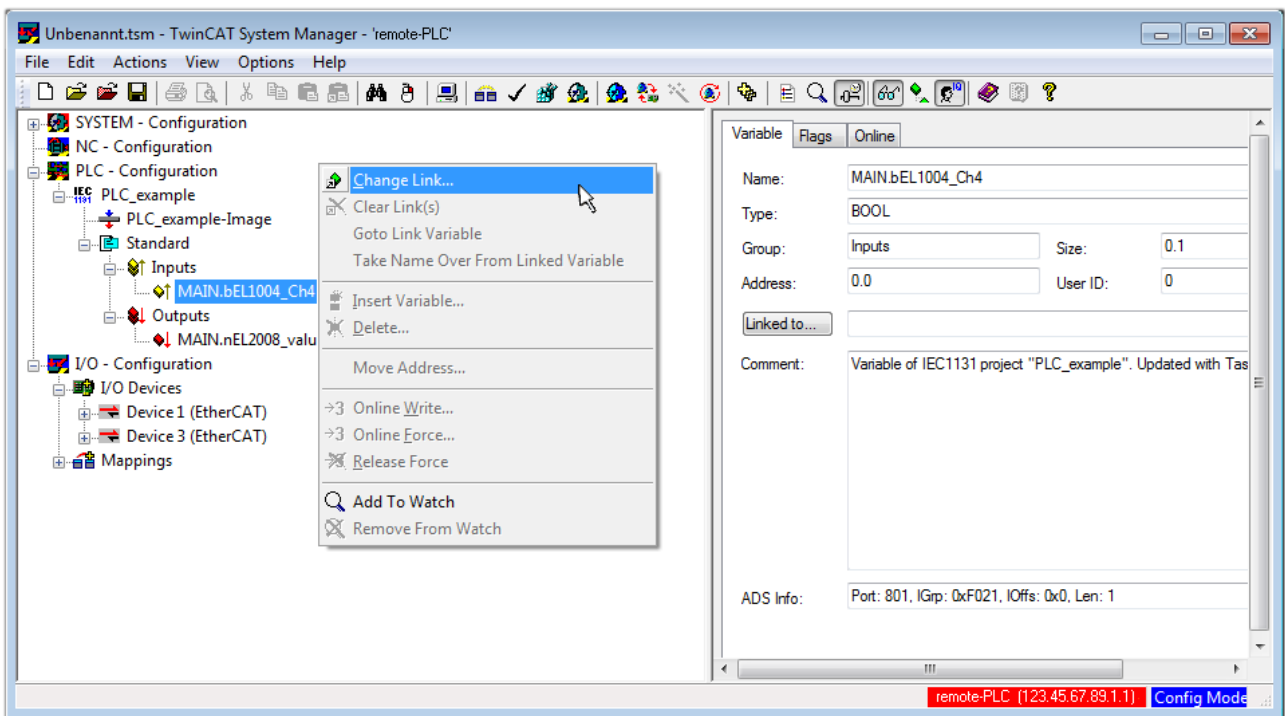 Unbenannt.tsm - TwinCAT System Manager - 'remote-PLC'
File Edit Actions View Options Help
SYSTEM - Configuration
NC - Configuration
PLC - Configuration
IEC 1131 PLC_example
PLC_example-Image
Standard
Inputs
MAIN.bEL1004_Ch4
Outputs
MAIN.nEL2008_valu
I/O - Configuration
I/O Devices
Device 1 (EtherCAT)
Device 3 (EtherCAT)
Mappings
Change Link...
Clear Link(s)
Goto Link Variable
Take Name Over From Linked Variable
Insert Variable...
Delete...
Move Address...
→3 Online Write...
→3 Online Force...
Release Force
Add To Watch
Remove From Watch
Variable Flags Online
Name: MAIN.bEL1004_Ch4
Type: BOOL
Group: Inputs Size: 0.1
Address: 0.0 User ID: 0
Linked to...
Comment: Variable of IEC1131 project "PLC_example". Updated with Tas
ADS Info: Port: 801, IGrp: 0xF021, IOffs: 0x0, Len: 1
remote-PLC (123.45.67.89.1.1) Config Mode